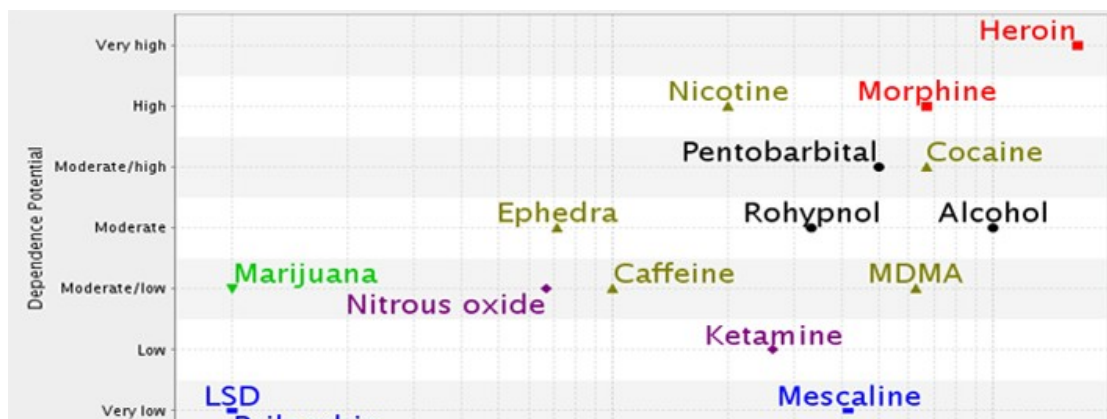 Very high
Heroin
High
Nicotine
Morphine
Moderate/high
Pentobarbital
Cocaine
Dependence Potential
Moderate
Ephedra
Rohypnol
Alcohol
Moderate/low
Marijuana
Caffeine
MDMA
Nitrous oxide
Low
Ketamine
Very low
LSD
Mescaline